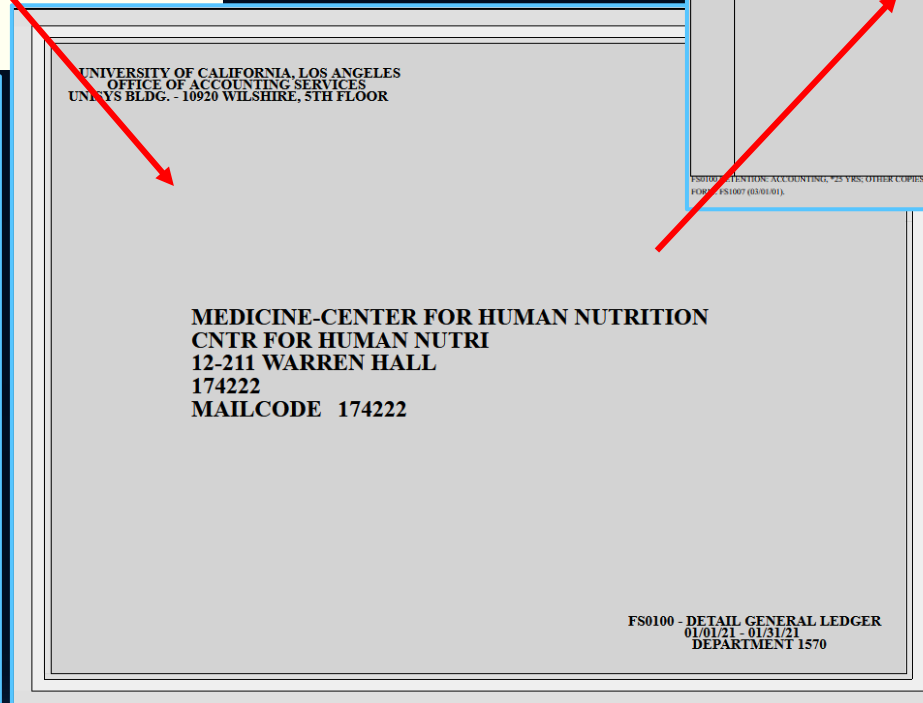 UNIVERSITY OF CALIFORNIA, LOS ANGELES
OFFICE OF ACCOUNTING SERVICES
UNISYS BLDG. - 10920 WILSHIRE, 5TH FLOOR
FS0100 RETENTION: ACCOUNTING, *25 YRS; OTHER COPIES
FORM: FS1007 (03/01/01).
MEDICINE-CENTER FOR HUMAN NUTRITION
CNTR FOR HUMAN NUTRI
12-211 WARREN HALL
174222
MAILCODE 174222
FS0100 - DETAIL GENERAL LEDGER
01/01/21 - 01/31/21
DEPARTMENT 1570